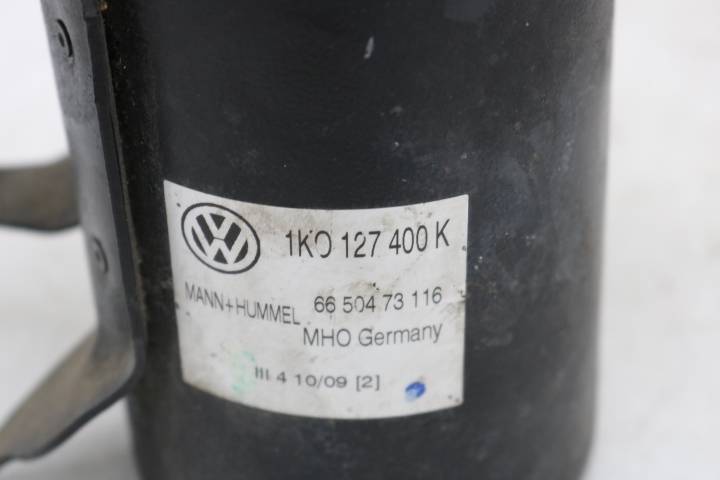 VW
1K0 127 400 K
MANN+HUMMEL 66 504 73 116
MHO Germany
III 4 10/09 [2]